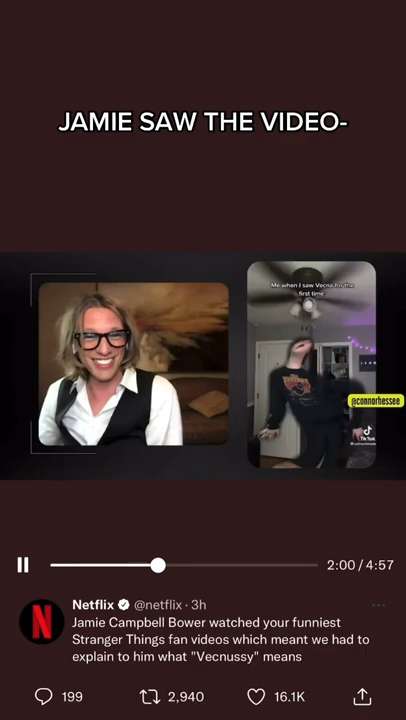 JAMIE SAW THE VIDEO-
Me when I saw Vecna for the
first time:
@connorhessee
TikTok
@connorhessee
2:00 / 4:57
Netflix @netflix · 3h
Jamie Campbell Bower watched your funniest
Stranger Things fan videos which meant we had to
explain to him what "Vecnussy" means
199
2,940
16.1K